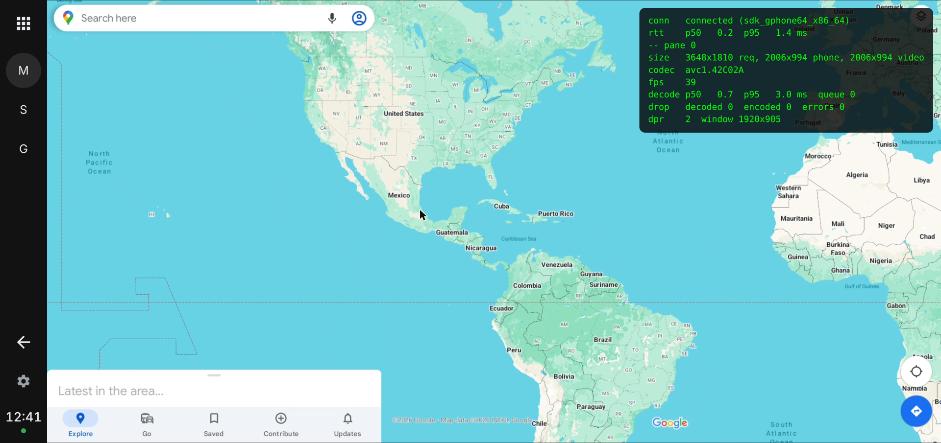 Search here
conn connected (sdk_gphone64_x86_64)
rtt p50 0.2 p95 1.4 ms
-- pane 0
size 3648x1810 req, 2006x994 phone, 2006x994 video
codec avc1.42C02A
fps 39
decode p50 0.7 p95 3.0 ms queue 0
drop decoded 0 encoded 0 errors 0
dpr 2 window 1920x905
M
S
G
12:41
United States
North
Pacific
Ocean
Atlantic
Ocean
Mexico
Cuba
Puerto Rico
Guatemala
Caribbean Sea
Nicaragua
Venezuela
Guyana
Suriname
Colombia
Ecuador
Peru
Brazil
Bolivia
Paraguay
Chile
Morocco
Tunisia
Algeria
Libya
Western
Sahara
Mauritania
Mali
Niger
Chad
Burkina
Faso
Guinea
Nigeria
Ghana
Gulf of Guinea
Gabon
Namibia
South
Atlantic
Latest in the area...
Explore
Go
Saved
Contribute
Updates
Google